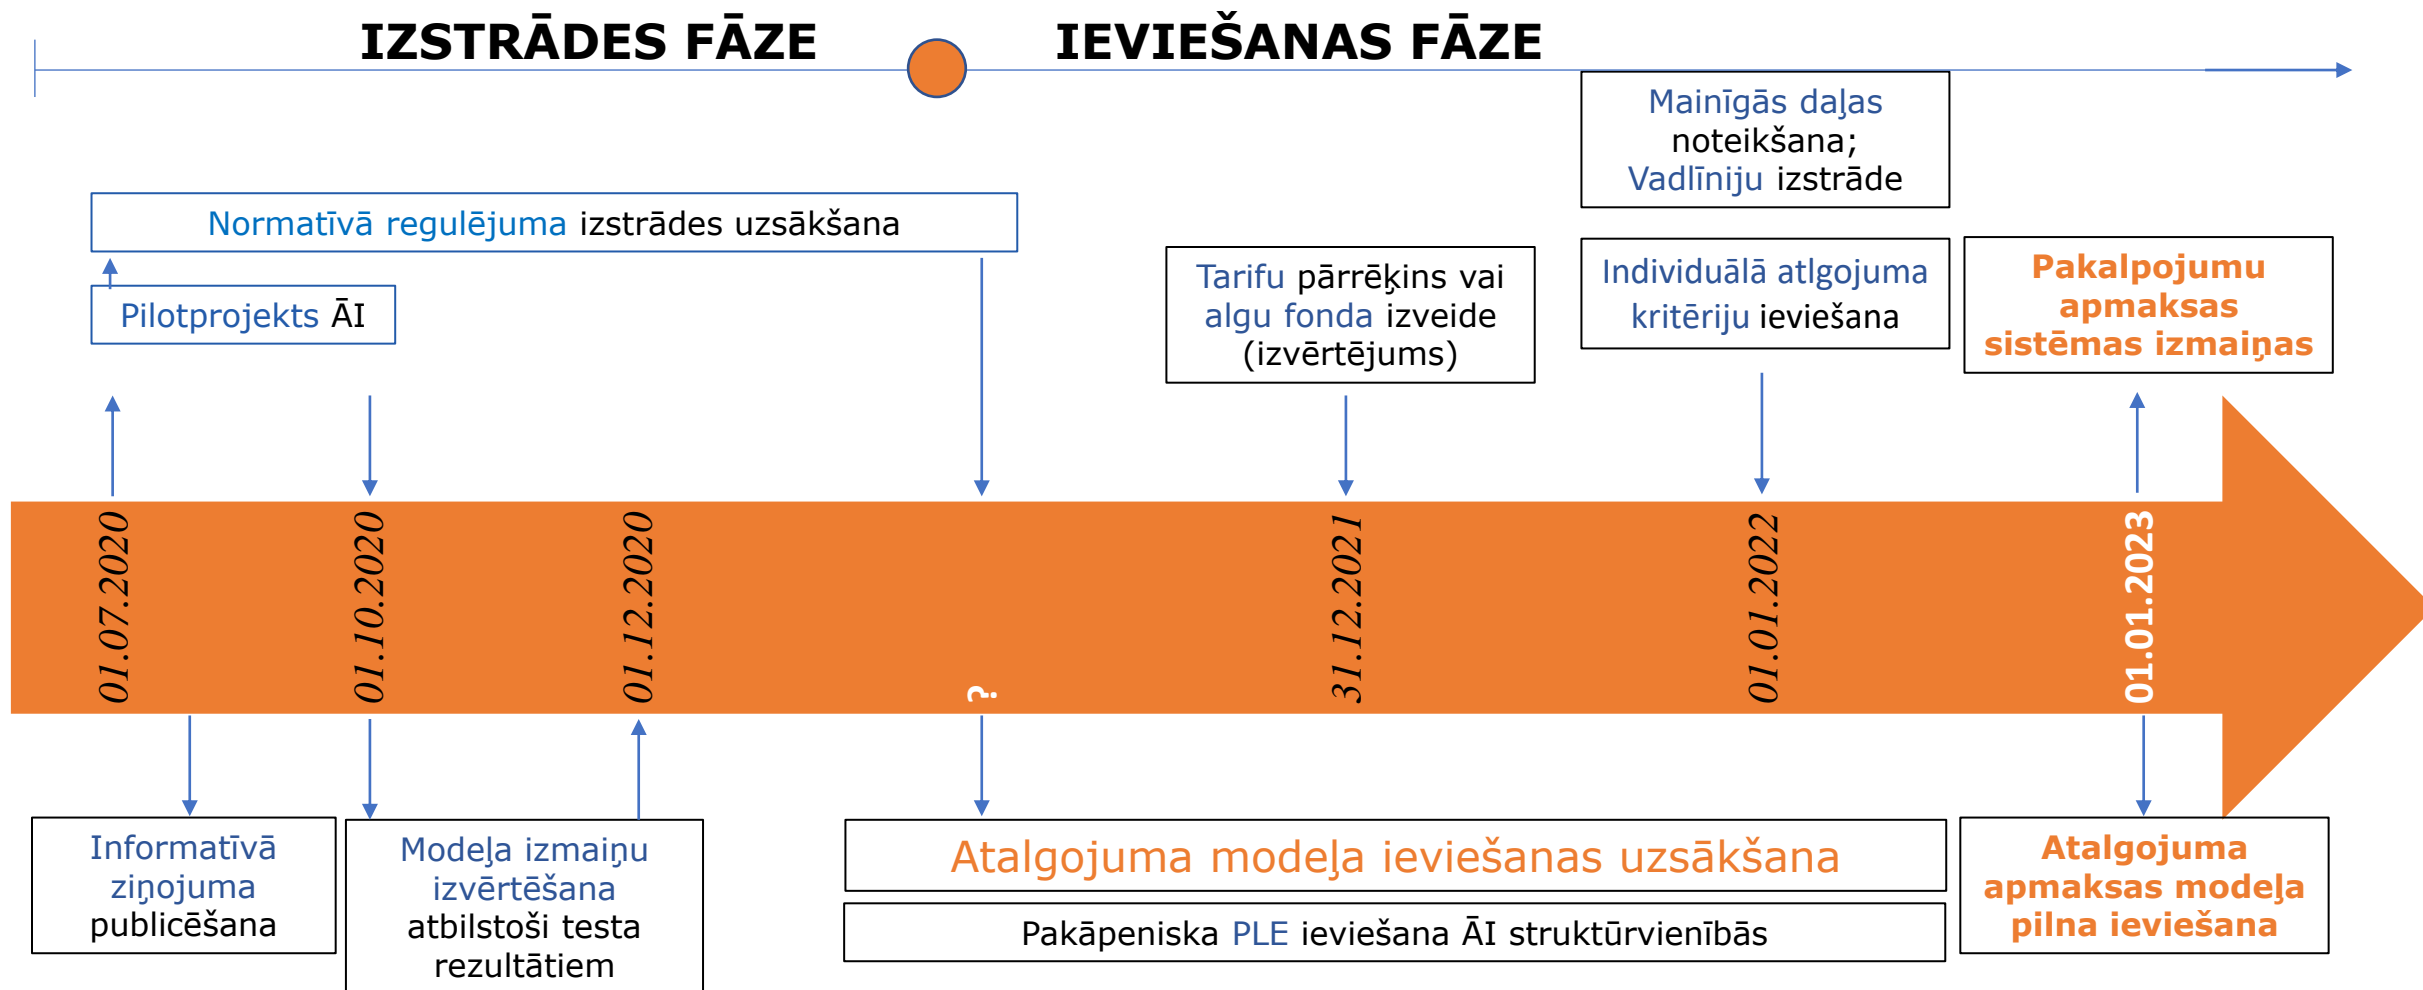 IZSTRĀDES FĀZE
IEVIEŠANAS FĀZE
Mainīgās daļas
noteikšana;
Vadlīniju izstrāde
Normatīvā regulējuma izstrādes uzsākšana
Pilotprojekts ĀI
Tarifu pārrēķins vai
algu fonda izveide
(izvērtējums)
Individuālā atlgojuma
kritēriju ieviešana
Pakalpojumu
apmaksas
sistēmas izmaiņas
01.07.2020
01.10.2020
01.12.2020
?
31.12.2021
01.01.2022
01.01.2023
Informatīvā
ziņojuma
publicēšana
Modeļa izmaiņu
izvērtēšana
atbilstoši testa
rezultātiem
Atalgojuma modeļa ieviešanas uzsākšana
Pakāpeniska PLE ieviešana ĀI struktūrvienībās
Atalgojuma
apmaksas modeļa
pilna ieviešana